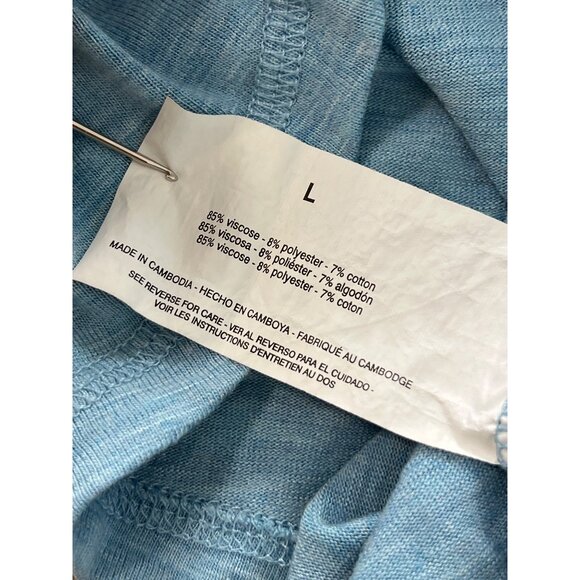 L
85% viscose - 8% polyester - 7% cotton
85% viscosa - 8% poliéster - 7% algodón
85% viscose - 8% polyester - 7% coton
MADE IN CAMBODIA - HECHO EN CAMBOYA - FABRIQUÉ AU CAMBODGE
SEE REVERSE FOR CARE - VER AL REVERSO PARA EL CUIDADO -
VOIR LES INSTRUCTIONS D'ENTRETIEN AU DOS